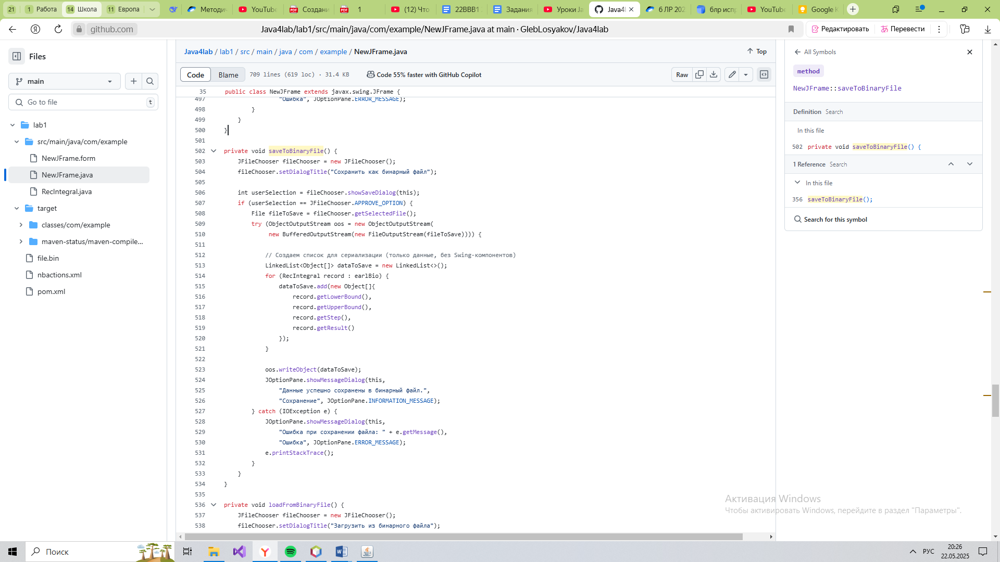 21
1 Работа
14 Школа
11 Европа
Методич
YouTube
Создани
1
(12) Что
22ВВВ1
Задания
Уроки Ja
Java4l
6 ЛР 202
блр исп
YouTube
Google K
github.com
Java4lab/lab1/src/main/java/com/example/NewJFrame.java at main · GlebLosyakov/Java4lab
Редактировать
Перевести
Files
main
Go to file
t
lab1
src/main/java/com/example
NewJFrame.form
NewJFrame.java
RecIntegral.java
target
classes/com/example
maven-status/maven-compile...
file.bin
nbactions.xml
pom.xml
Java4lab / lab1 / src / main / java / com / example / NewJFrame.java
Top
Code
Blame
709 lines (619 loc) · 31.4 KB
Code 55% faster with GitHub Copilot
Raw
35 public class NewJFrame extends javax.swing.JFrame {
497 "Ошибка", JOptionPane.ERROR_MESSAGE);
498 }
499 }
500 }
501
502 private void saveToBinaryFile() {
503 JFileChooser fileChooser = new JFileChooser();
504 fileChooser.setDialogTitle("Сохранить как бинарный файл");
505
506 int userSelection = fileChooser.showSaveDialog(this);
507 if (userSelection == JFileChooser.APPROVE_OPTION) {
508 File fileToSave = fileChooser.getSelectedFile();
509 try (ObjectOutputStream oos = new ObjectOutputStream(
510 new BufferedOutputStream(new FileOutputStream(fileToSave)))) {
511
512 // Создаем список для сериализации (только данные, без Swing-компонентов)
513 LinkedList<Object[]> dataToSave = new LinkedList<>();
514 for (RecIntegral record : earlBio) {
515 dataToSave.add(new Object[]{
516 record.getLowerBound(),
517 record.getUpperBound(),
518 record.getStep(),
519 record.getResult()
520 });
521 }
522
523 oos.writeObject(dataToSave);
524 JOptionPane.showMessageDialog(this,
525 "Данные успешно сохранены в бинарный файл.",
526 "Сохранение", JOptionPane.INFORMATION_MESSAGE);
527 } catch (IOException e) {
528 JOptionPane.showMessageDialog(this,
529 "Ошибка при сохранении файла: " + e.getMessage(),
530 "Ошибка", JOptionPane.ERROR_MESSAGE);
531 e.printStackTrace();
532 }
533 }
534 }
535
536 private void loadFromBinaryFile() {
537 JFileChooser fileChooser = new JFileChooser();
538 fileChooser.setDialogTitle("Загрузить из бинарного файла");
All Symbols
method
NewJFrame::saveToBinaryFile
Definition Search
In this file
502 private void saveToBinaryFile() {
1 Reference Search
In this file
356 saveToBinaryFile();
Search for this symbol
Активация Windows
Чтобы активировать Windows, перейдите в раздел "Параметры".
Поиск
РУС
20:26
22.05.2025